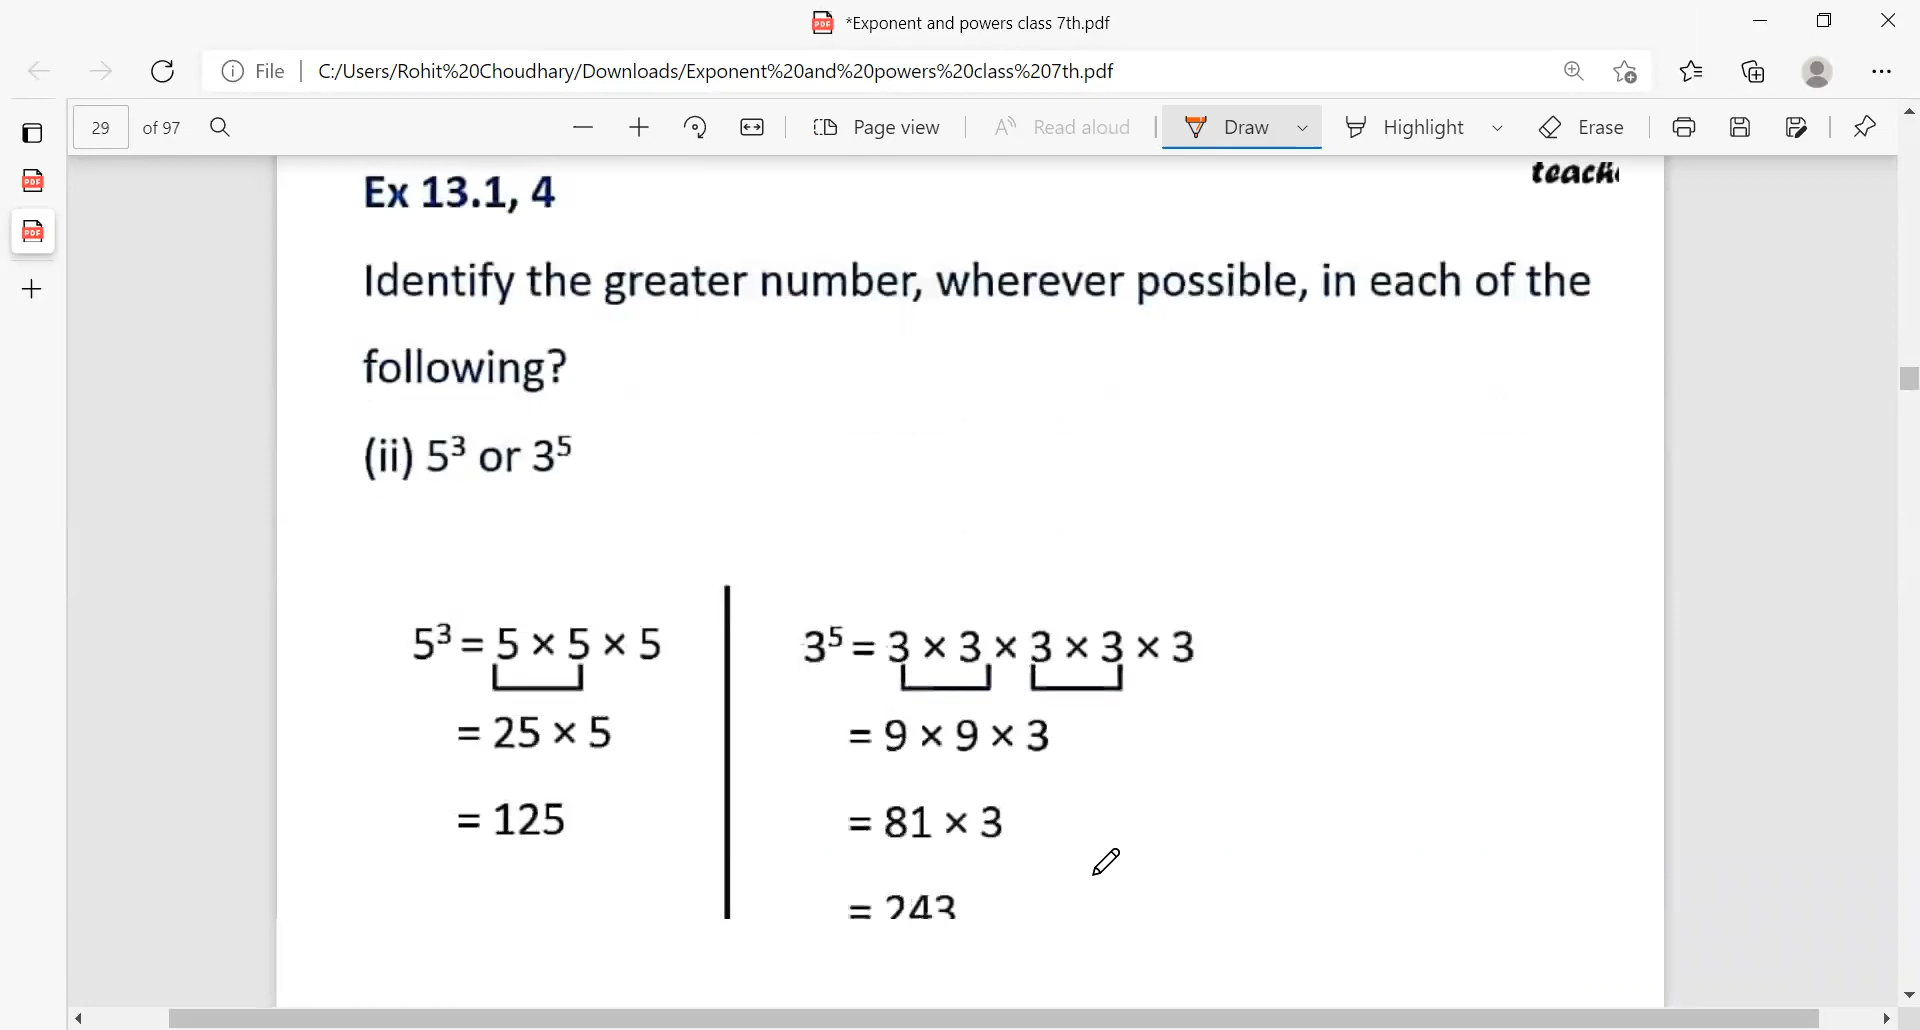 *Exponent and powers class 7th.pdf
File | C:/Users/Rohit%20Choudhary/Downloads/Exponent%20and%20powers%20class%207th.pdf
29 of 97 Page view Read aloud Draw Highlight Erase
Ex 13.1, 4
Identify the greater number, wherever possible, in each of the
following?
(ii) 5³ or 3⁵
5³ = 5 × 5 × 5
= 25 × 5
= 125
3⁵ = 3 × 3 × 3 × 3 × 3
= 9 × 9 × 3
= 81 × 3
= 243